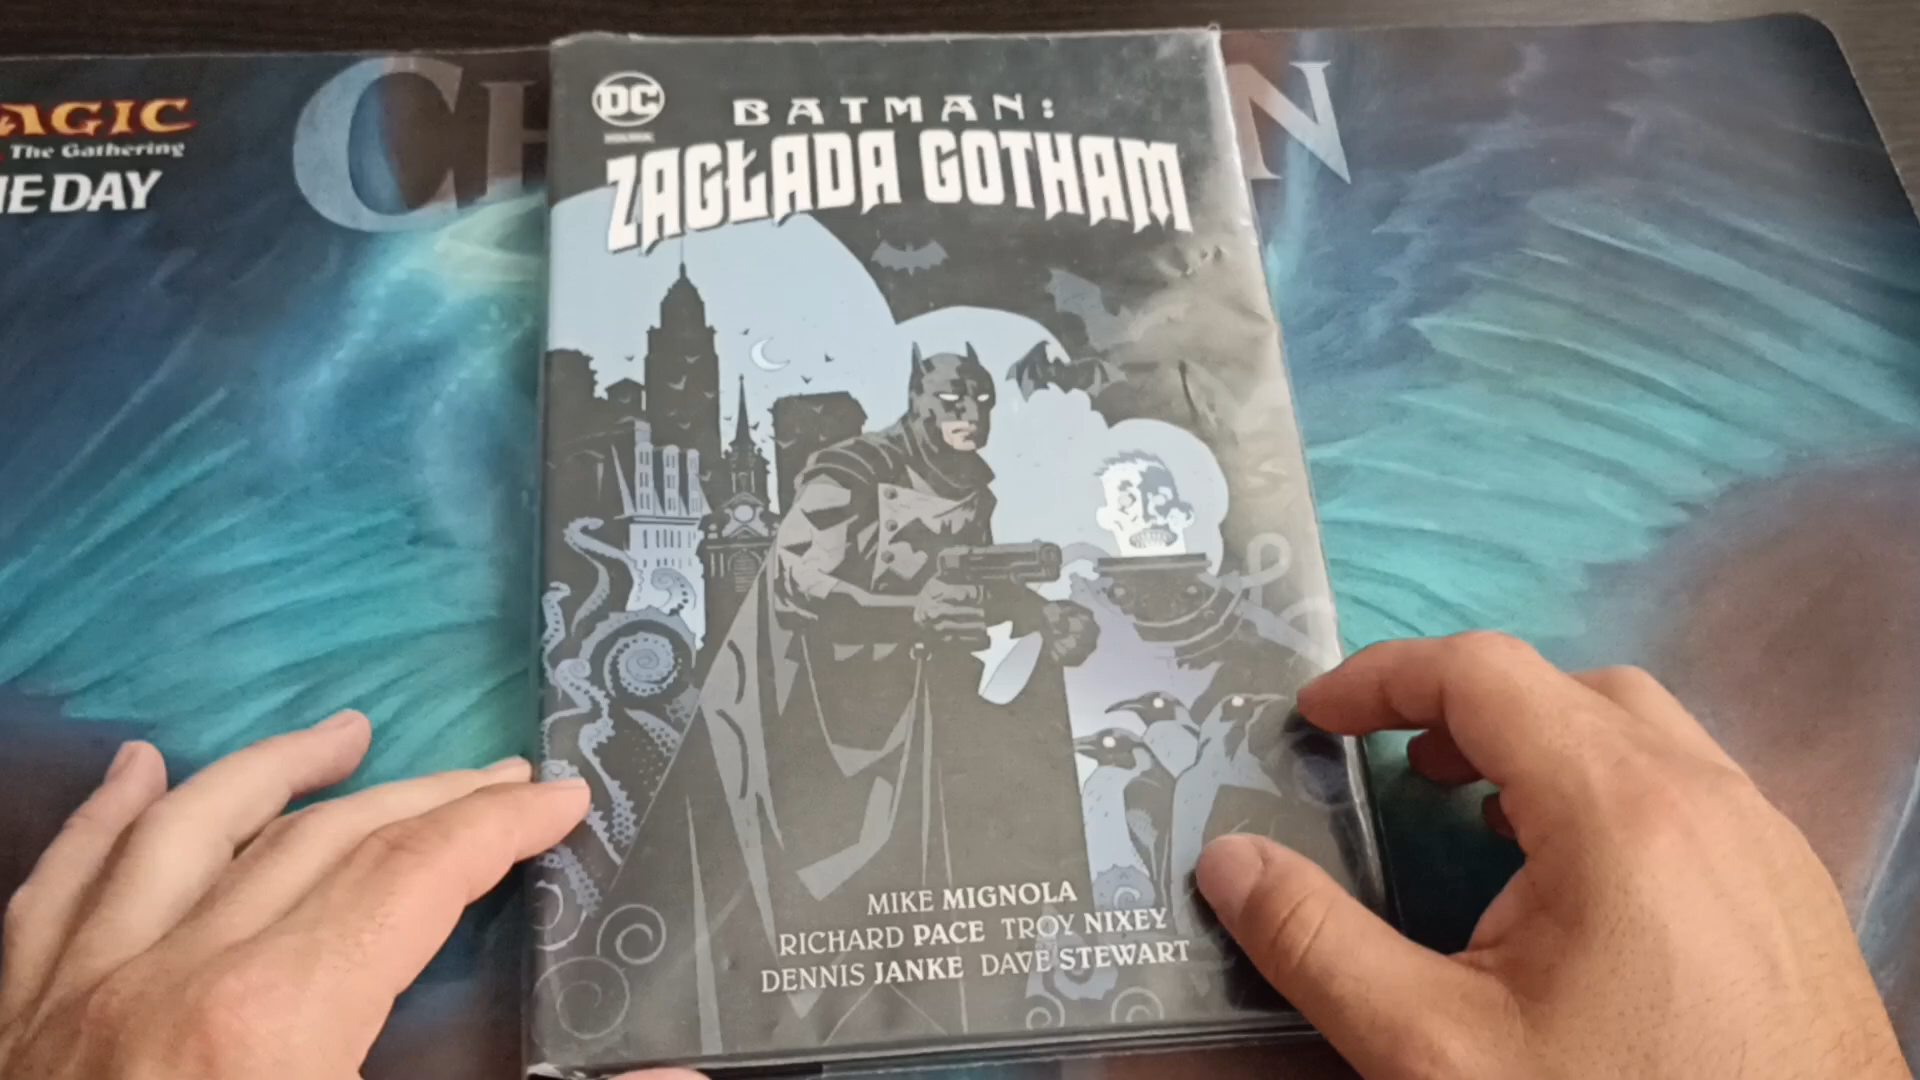 AGIC
The Gathering
E DAY
CH
N
DC
BATMAN:
ZAGŁADA GOTHAM
MIKE MIGNOLA
RICHARD PACE TROY NIXEY
DENNIS JANKE DAVE STEWART